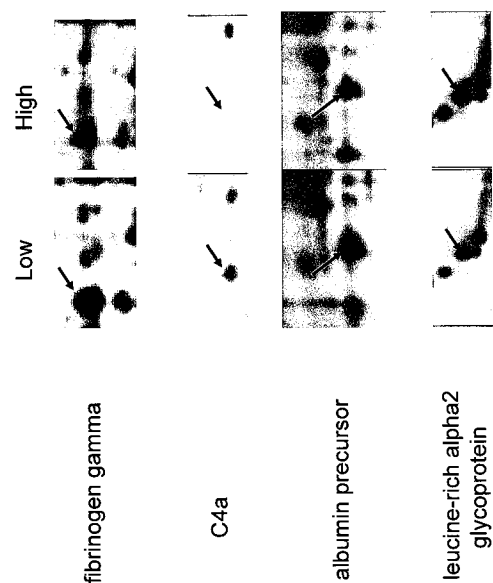 Low
High
fibrinogen gamma
C4a
albumin precursor
leucine-rich alpha2
glycoprotein